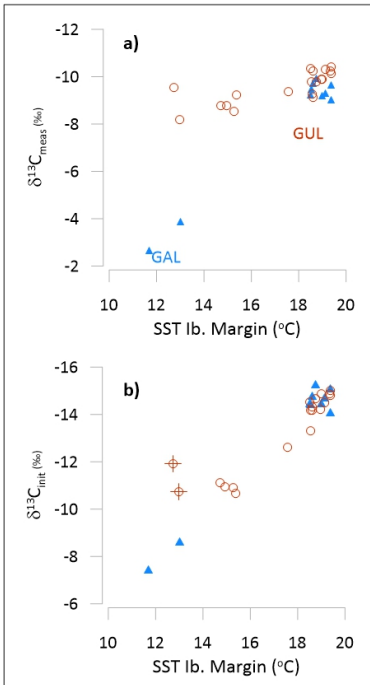 -12
a)
-10
-8
-6
-4
-2
δ¹³Cmeas (‰)
GUL
GAL
10 12 14 16 18 20
SST Ib. Margin (°C)
-16
b)
-14
-12
-10
-8
-6
δ¹³Cinit (‰)
10 12 14 16 18 20
SST Ib. Margin (°C)